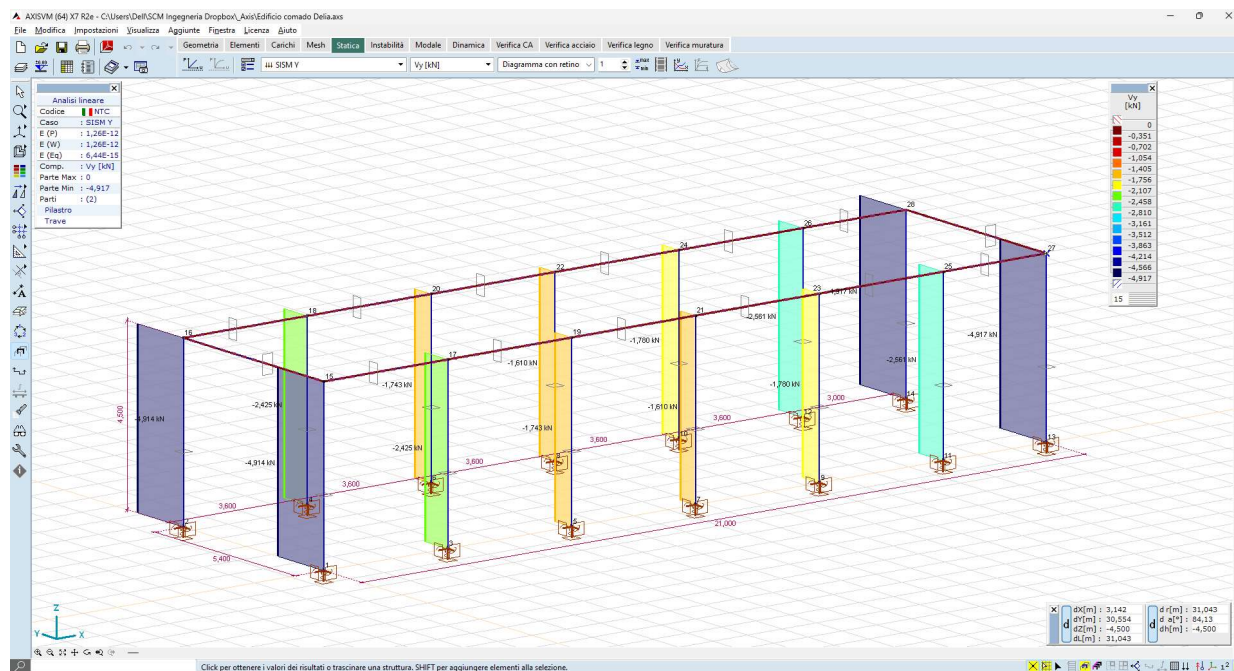 AXISVM (64) X7 R2e - C:\Users\Dell\SCM Ingegneria Dropbox\_Axis\Edificio comado Delia.axs
File Modifica Impostazioni Visualizza Aggiunte Finestra Licenza Aiuto
Geometria Elementi Carichi Mesh Statica Instabilità Modale Dinamica Verifica CA Verifica acciaio Verifica legno Verifica muratura
SISM Y Vy [kN] Diagramma con retino 1
Analisi lineare
Codice NTC
Caso : SISM Y
E (P) : 1,26E-12
E (W) : 1,26E-12
E (Eq) : 6,44E-15
Comp. : Vy [kN]
Parte Max : 0
Parte Min : -4,917
Parti : (2)
Pilastro
Trave
Vy
[kN]
0
-0,351
-0,702
-1,054
-1,405
-1,756
-2,107
-2,458
-2,810
-3,161
-3,512
-3,863
-4,214
-4,566
-4,917
15
28
26
27
24
25
22
23
20
21
18
19
16
17
15
-4,917 kN
-2,561 kN
-4,917 kN
-1,780 kN
-2,561 kN
-1,610 kN
-1,780 kN
-1,743 kN
-1,610 kN
-2,425 kN
-1,743 kN
-4,914 kN
-2,425 kN
-4,914 kN
4,500
3,000
3,600
3,600
3,600
3,600
3,600
21,000
5,400
14
12
13
10
11
8
9
6
7
4
5
2
3
1
Z
Y
X
dX[m] : 3,142
dY[m] : 30,554
dZ[m] : -4,500
dL[m] : 31,043
d
d r[m] : 31,043
d a[°] : 84,13
dh[m] : -4,500
d
Click per ottenere i valori dei risultati o trascinare una struttura. SHIFT per aggiungere elementi alla selezione.